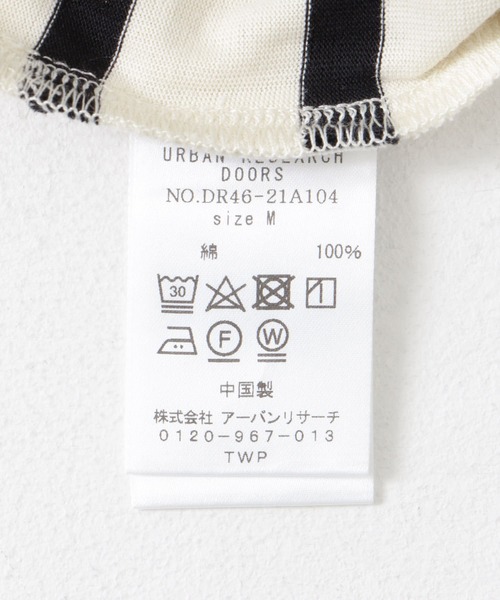 URBAN RESEARCH
DOORS
NO.DR46-21A104
size M
綿 100%
30
F W
中国製
株式会社 アーバンリサーチ
0120-967-013
TWP